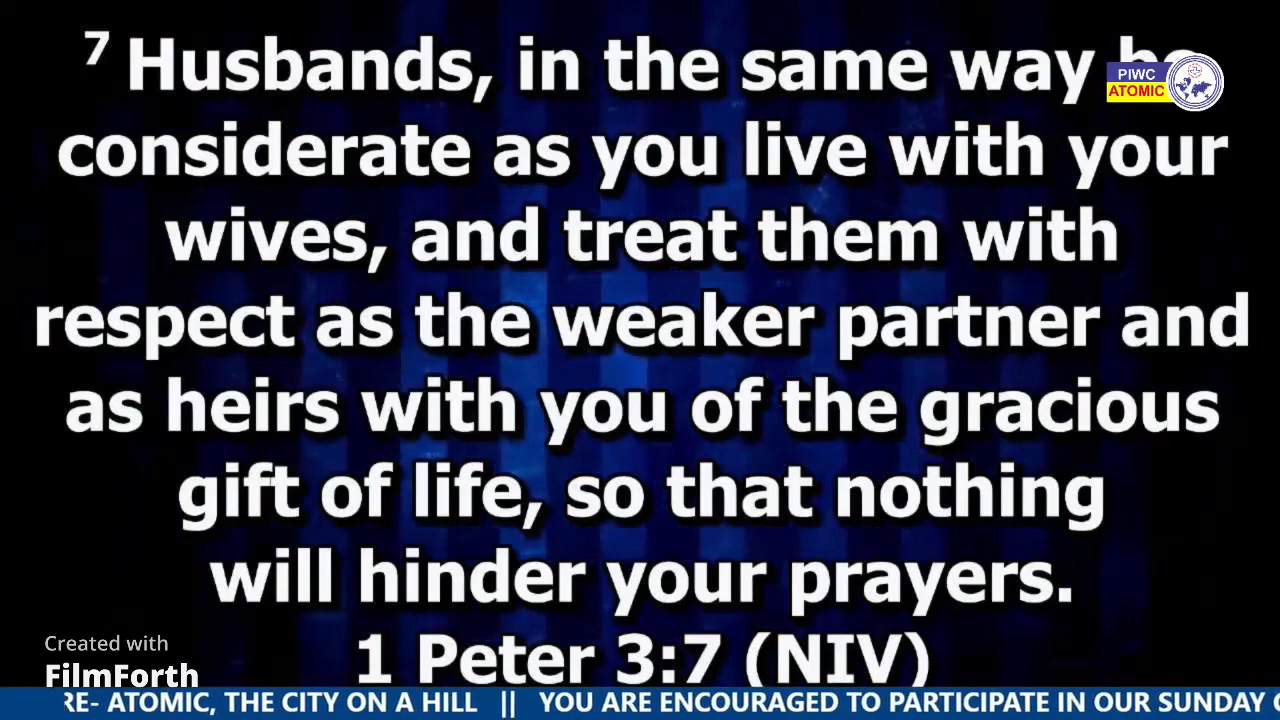 7 Husbands, in the same way be
PIWC
ATOMIC
considerate as you live with your
wives, and treat them with
respect as the weaker partner and
as heirs with you of the gracious
gift of life, so that nothing
will hinder your prayers.
1 Peter 3:7 (NIV)
Created with
FilmForth
RE- ATOMIC, THE CITY ON A HILL || YOU ARE ENCOURAGED TO PARTICIPATE IN OUR SUNDAY